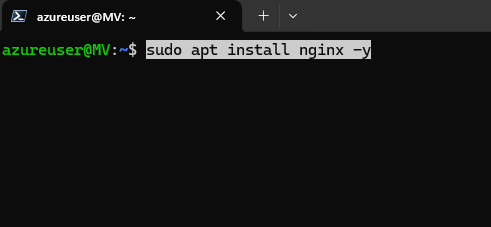 azureuser@MV: ~
azureuser@MV:~$ sudo apt install nginx -y